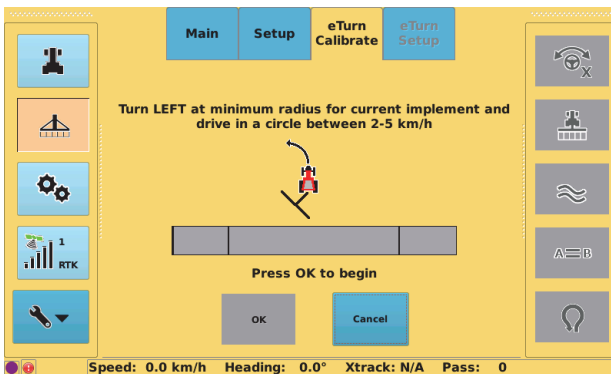 Main
Setup
eTurn
Calibrate
eTurn
Setup
X
Turn LEFT at minimum radius for current implement and
drive in a circle between 2-5 km/h
1
RTK
A=B
Press OK to begin
OK
Cancel
Speed: 0.0 km/h Heading: 0.0° Xtrack: N/A Pass: 0